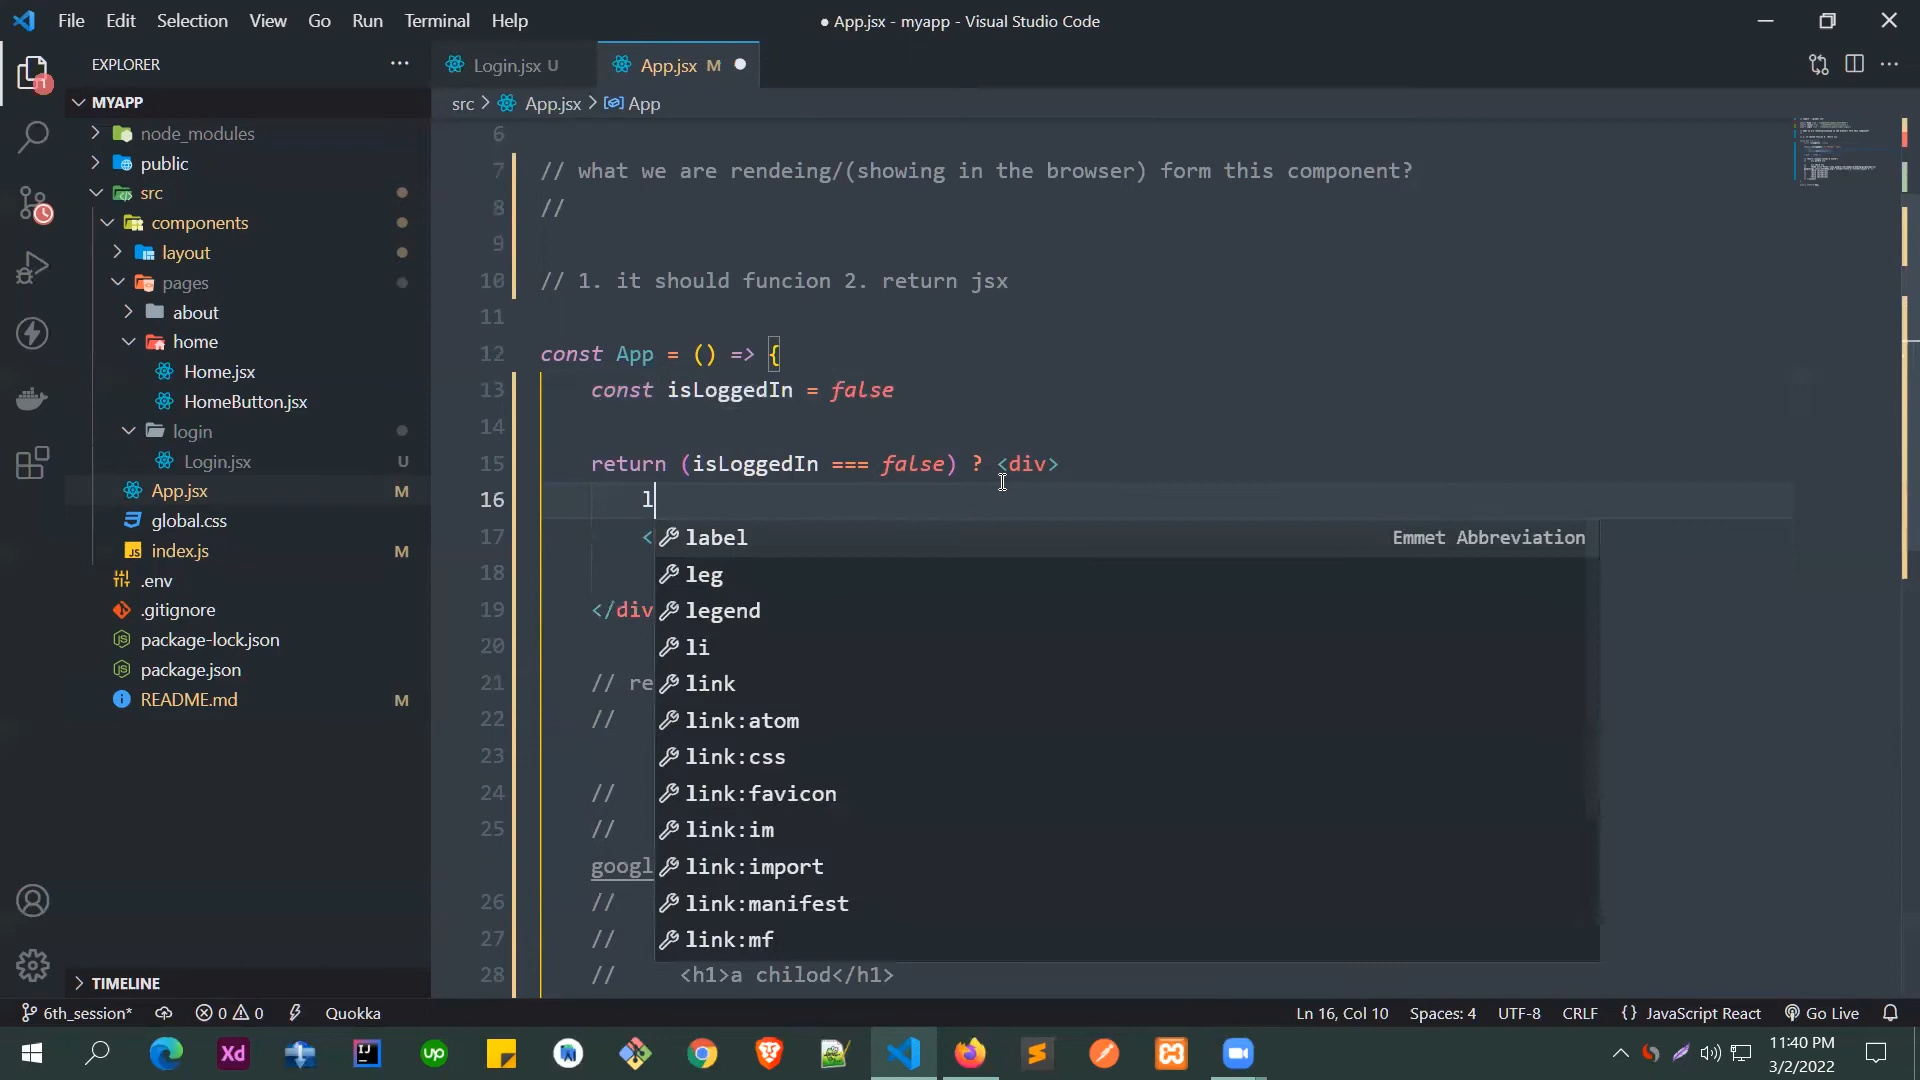 File Edit Selection View Go Run Terminal Help
● App.jsx - myapp - Visual Studio Code
EXPLORER
MYAPP
node_modules
public
src
components
layout
pages
about
home
Home.jsx
HomeButton.jsx
login
Login.jsx U
App.jsx M
global.css
index.js M
.env
.gitignore
package-lock.json
package.json
README.md M
TIMELINE
Login.jsx U
App.jsx M
src > App.jsx > App
6
7 // what we are rendeing/(showing in the browser) form this component?
8 //
9
10 // 1. it should funcion 2. return jsx
11
12 const App = () => {
13 const isLoggedIn = false
14
15 return (isLoggedIn === false) ? <div>
16 l
17 <
18
19 </div
20
21 // re
22 //
23
24 //
25 //
googl
26 //
27 //
28 // <h1>a chilod</h1>
label Emmet Abbreviation
leg
legend
li
link
link:atom
link:css
link:favicon
link:im
link:import
link:manifest
link:mf
6th_session* 0 0 Quokka
Ln 16, Col 10 Spaces: 4 UTF-8 CRLF {} JavaScript React Go Live
Xd
IJ
up
11:40 PM
3/2/2022